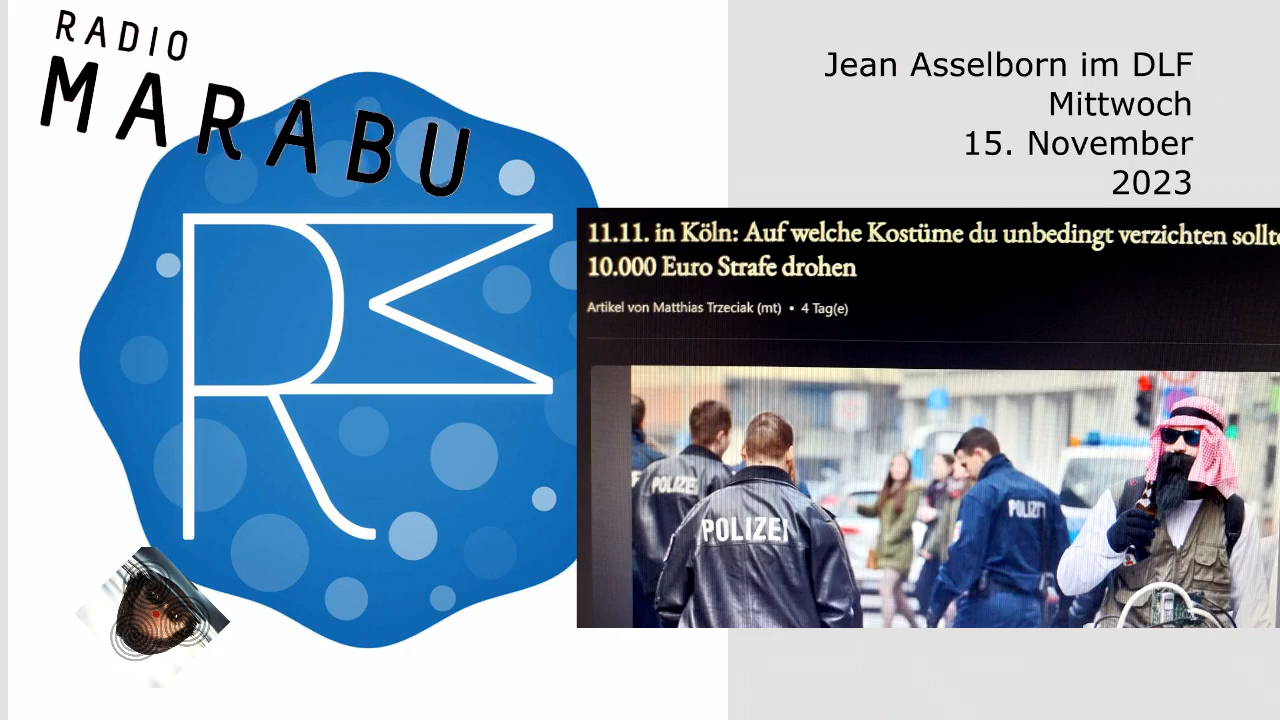 RADIO
MARABU
Jean Asselborn im DLF
Mittwoch
15. November
2023
11.11. in Köln: Auf welche Kostüme du unbedingt verzichten sollte
10.000 Euro Strafe drohen
Artikel von Matthias Trzeciak (mt) • 4 Tag(e)
POLIZEI
POLIZEI
POLIZEI